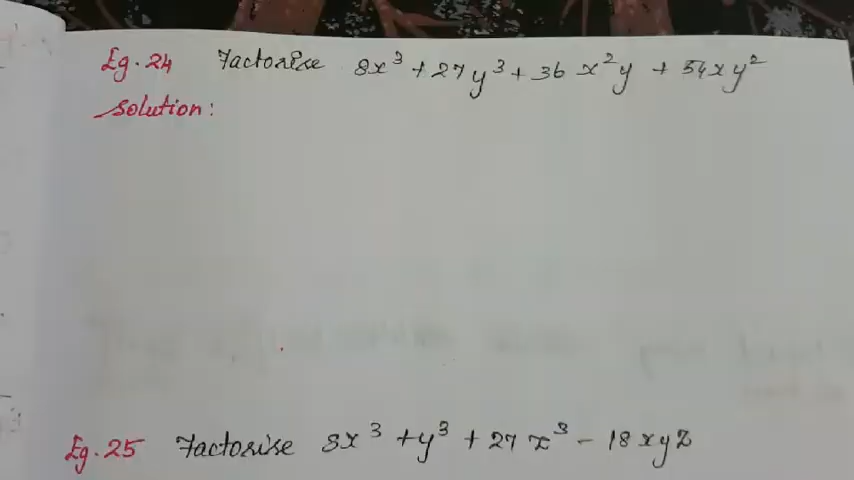 Eg. 24 Factorise 8x³ + 27y³ + 36x²y + 54xy²
Solution:
Eg. 25 Factorise 8x³ + y³ + 27z³ - 18xyz